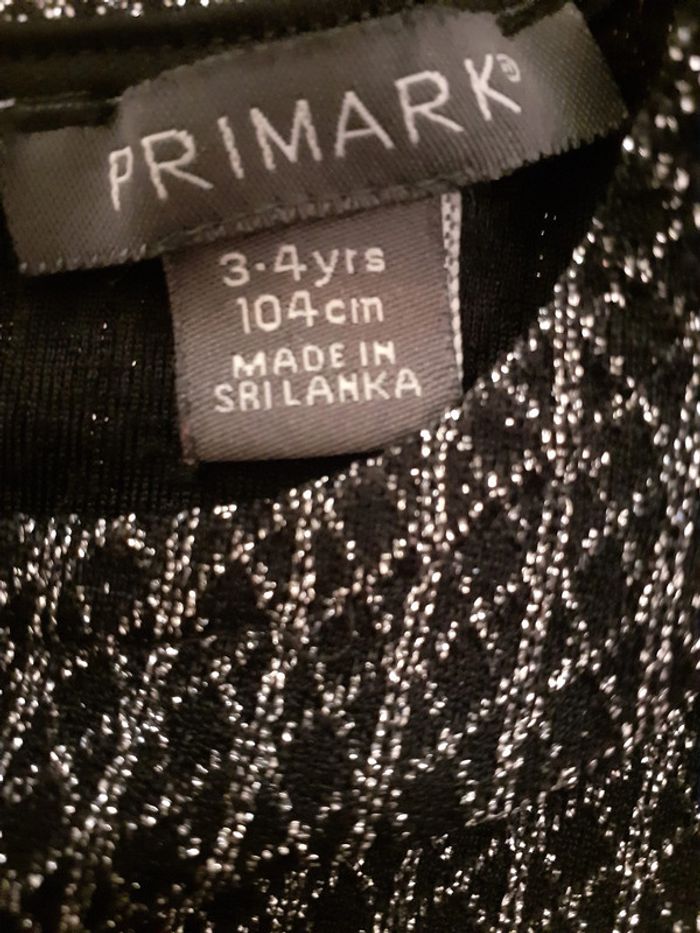 PRIMARK®
3-4yrs
104cm
MADE IN
SRI LANKA